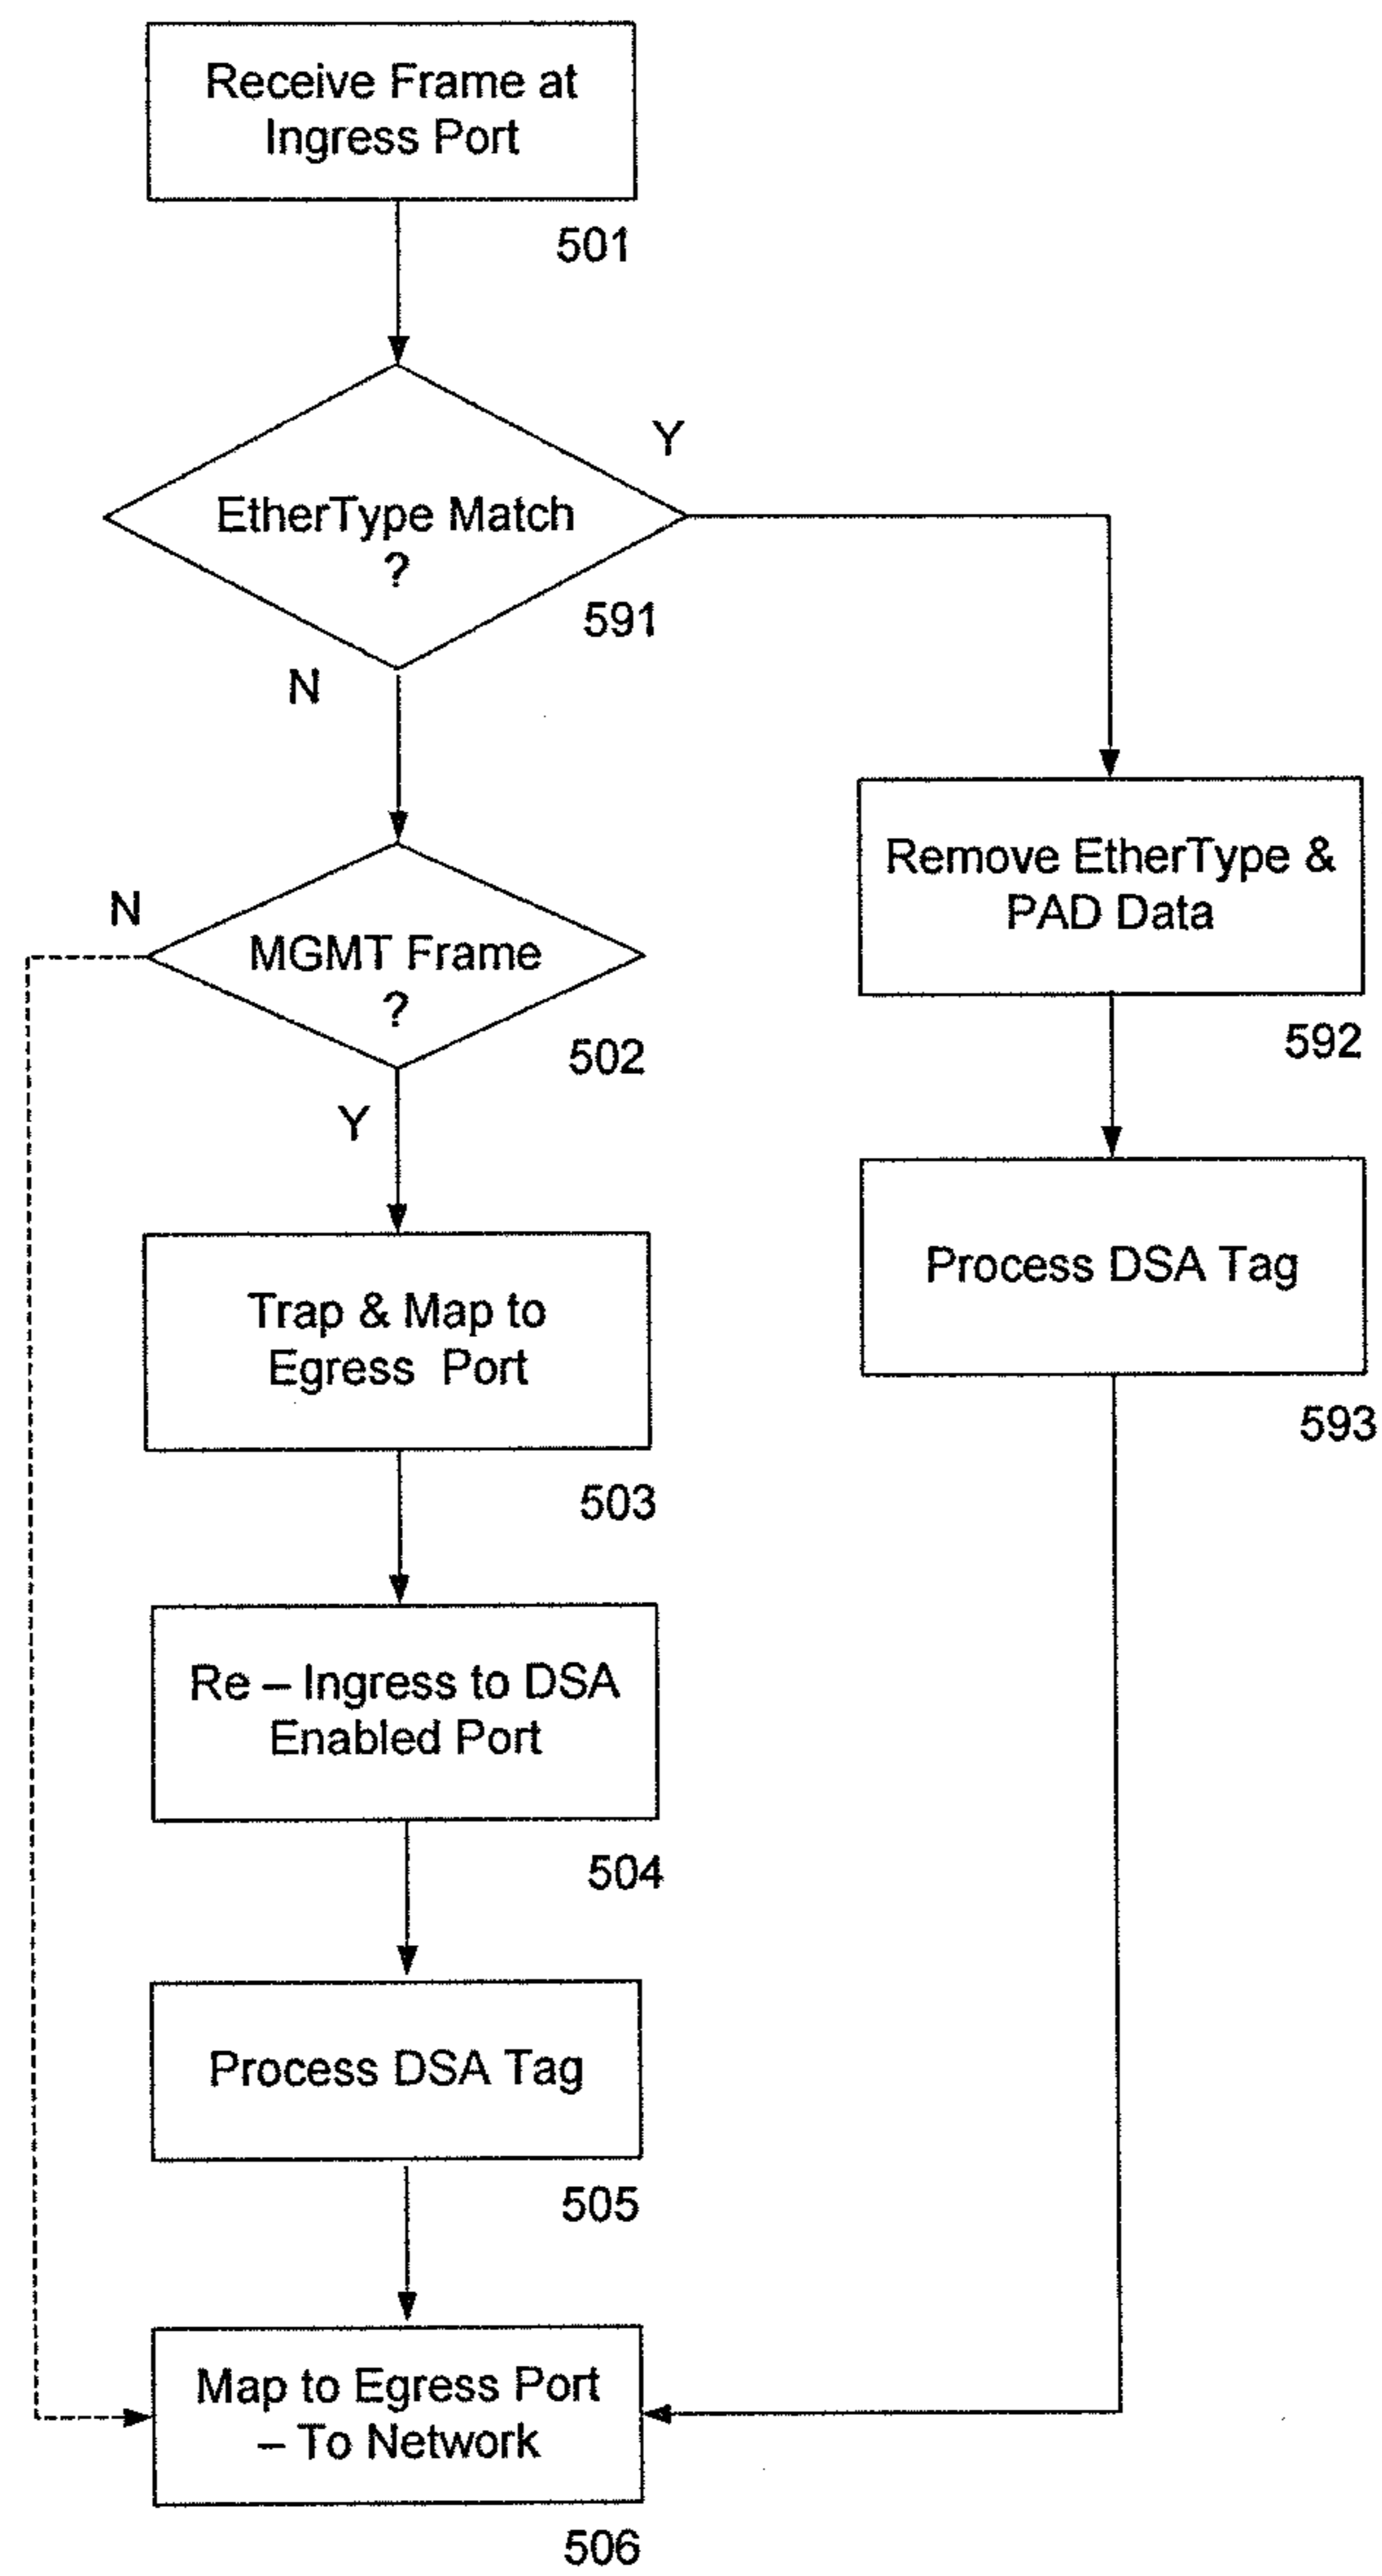 Receive Frame at
Ingress Port
501
Y
EtherType Match
?
591
N
Remove EtherType &
PAD Data
592
N
MGMT Frame
?
502
Y
Process DSA Tag
593
Trap & Map to
Egress Port
503
Re – Ingress to DSA
Enabled Port
504
Process DSA Tag
505
Map to Egress Port
– To Network
506